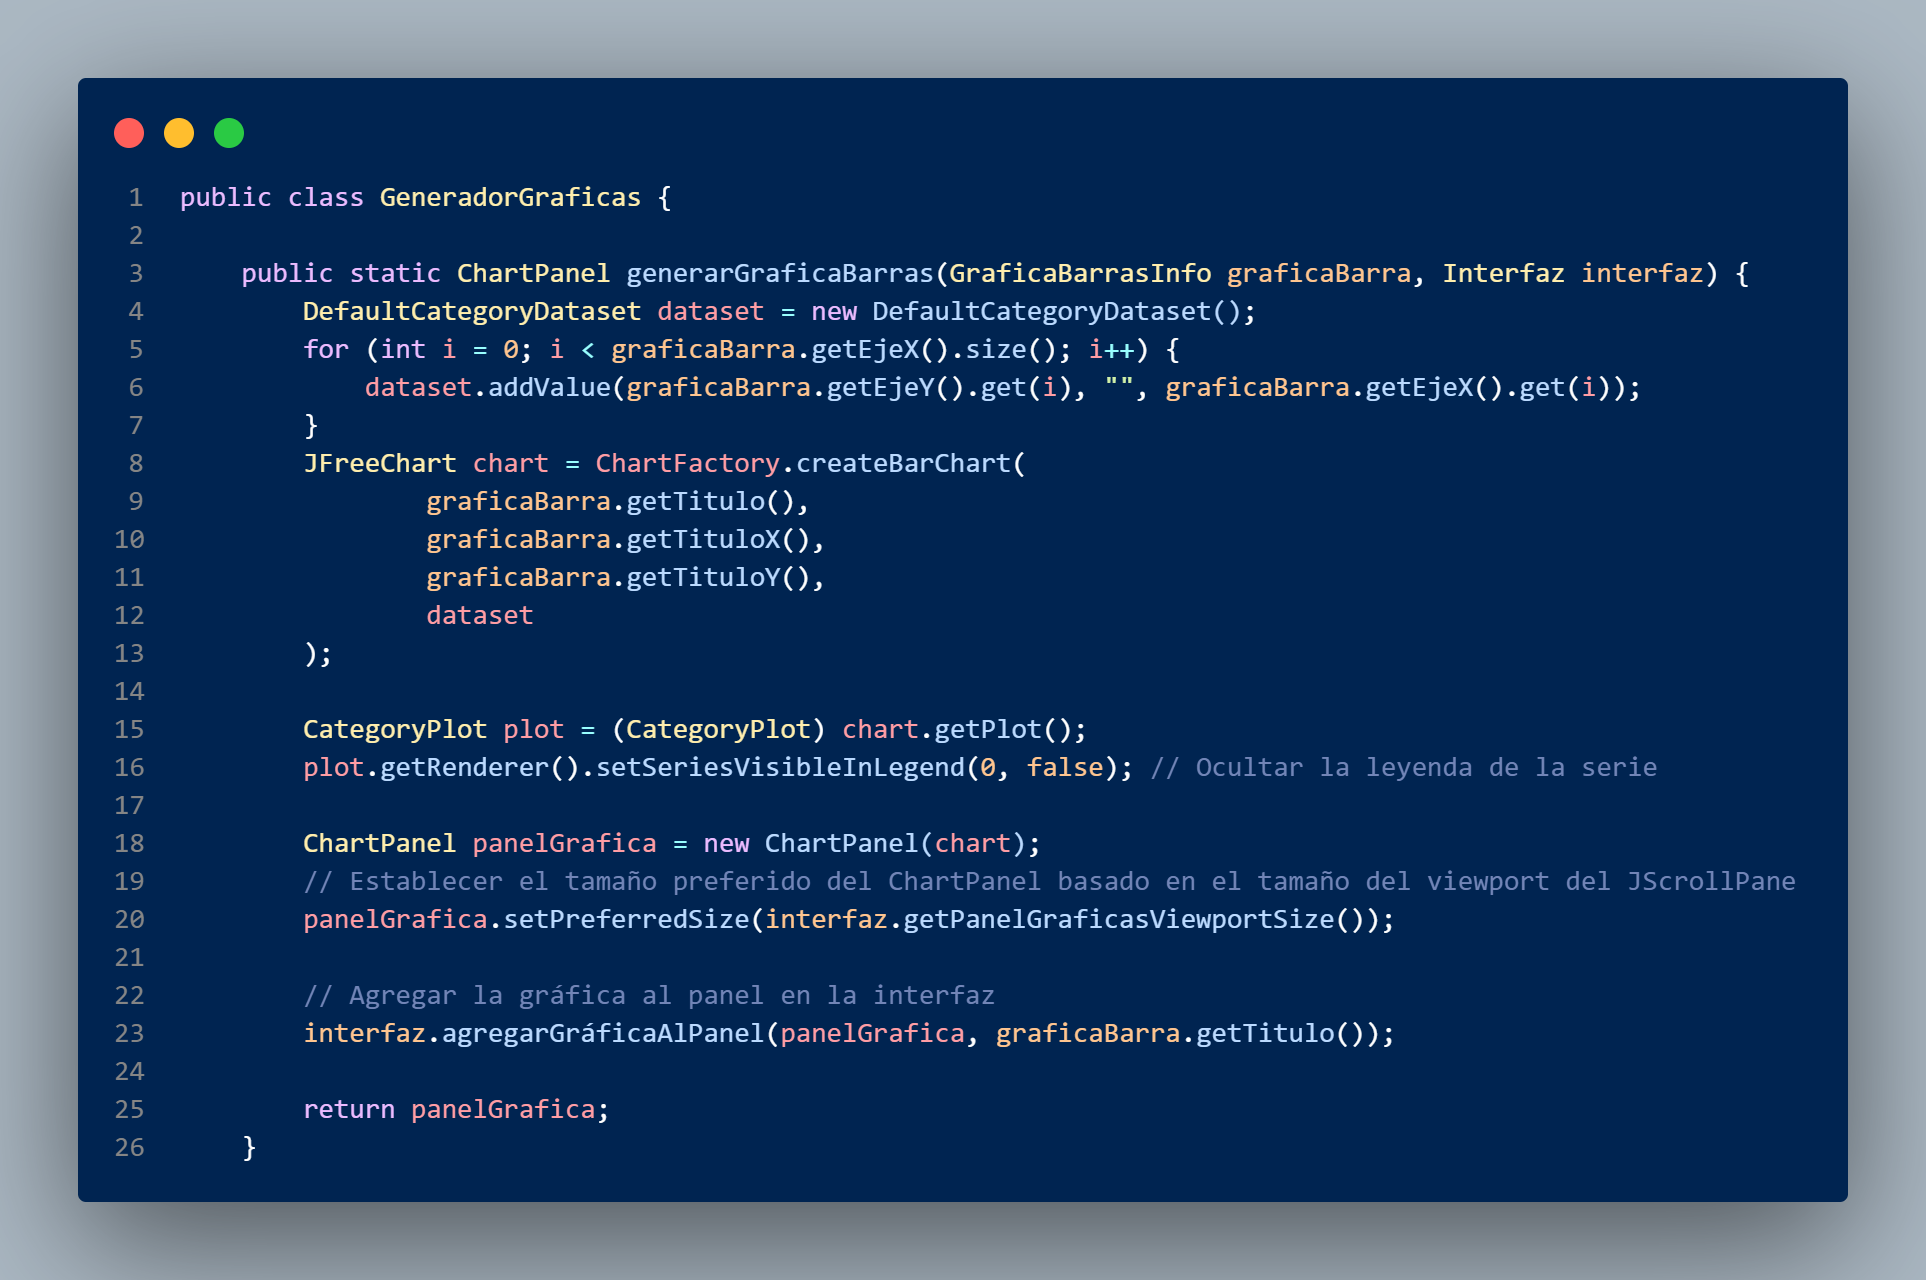 1 public class GeneradorGraficas {
2
3     public static ChartPanel generarGraficaBarras(GraficaBarrasInfo graficaBarra, Interfaz interfaz) {
4         DefaultCategoryDataset dataset = new DefaultCategoryDataset();
5         for (int i = 0; i < graficaBarra.getEjeX().size(); i++) {
6             dataset.addValue(graficaBarra.getEjeY().get(i), "", graficaBarra.getEjeX().get(i));
7         }
8         JFreeChart chart = ChartFactory.createBarChart(
9                 graficaBarra.getTitulo(),
10                 graficaBarra.getTituloX(),
11                 graficaBarra.getTituloY(),
12                 dataset
13         );
14
15         CategoryPlot plot = (CategoryPlot) chart.getPlot();
16         plot.getRenderer().setSeriesVisibleInLegend(0, false); // Ocultar la leyenda de la serie
17
18         ChartPanel panelGrafica = new ChartPanel(chart);
19         // Establecer el tamaño preferido del ChartPanel basado en el tamaño del viewport del JScrollPane
20         panelGrafica.setPreferredSize(interfaz.getPanelGraficasViewportSize());
21
22         // Agregar la gráfica al panel en la interfaz
23         interfaz.agregarGráficaAlPanel(panelGrafica, graficaBarra.getTitulo());
24
25         return panelGrafica;
26     }